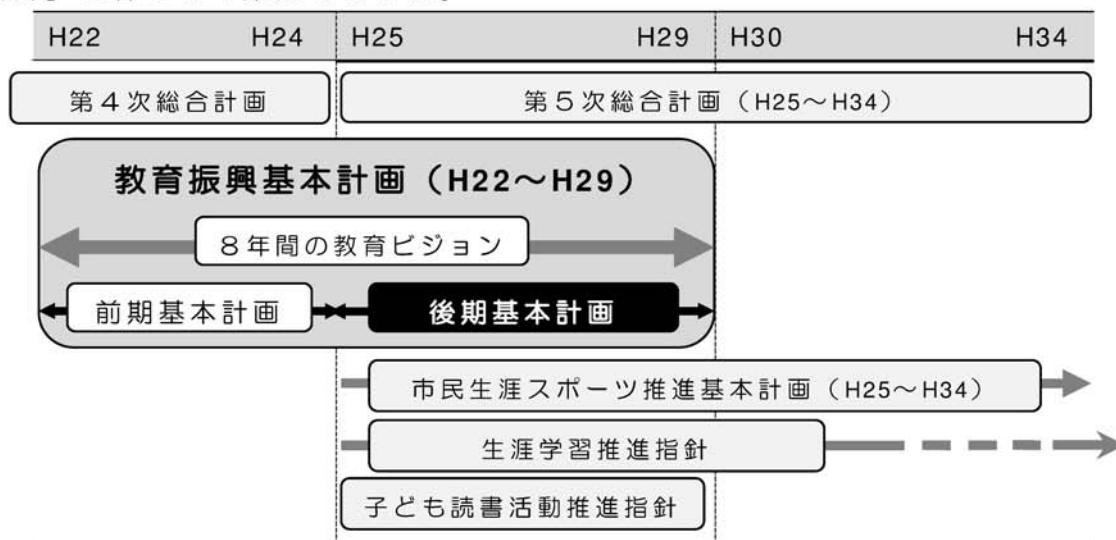 H22 H24 H25 H29 H30 H34
第４次総合計画 第５次総合計画（H25～H34）
教育振興基本計画（H22～H29）
８年間の教育ビジョン
前期基本計画 後期基本計画
市民生涯スポーツ推進基本計画（H25～H34）
生涯学習推進指針
子ども読書活動推進指針